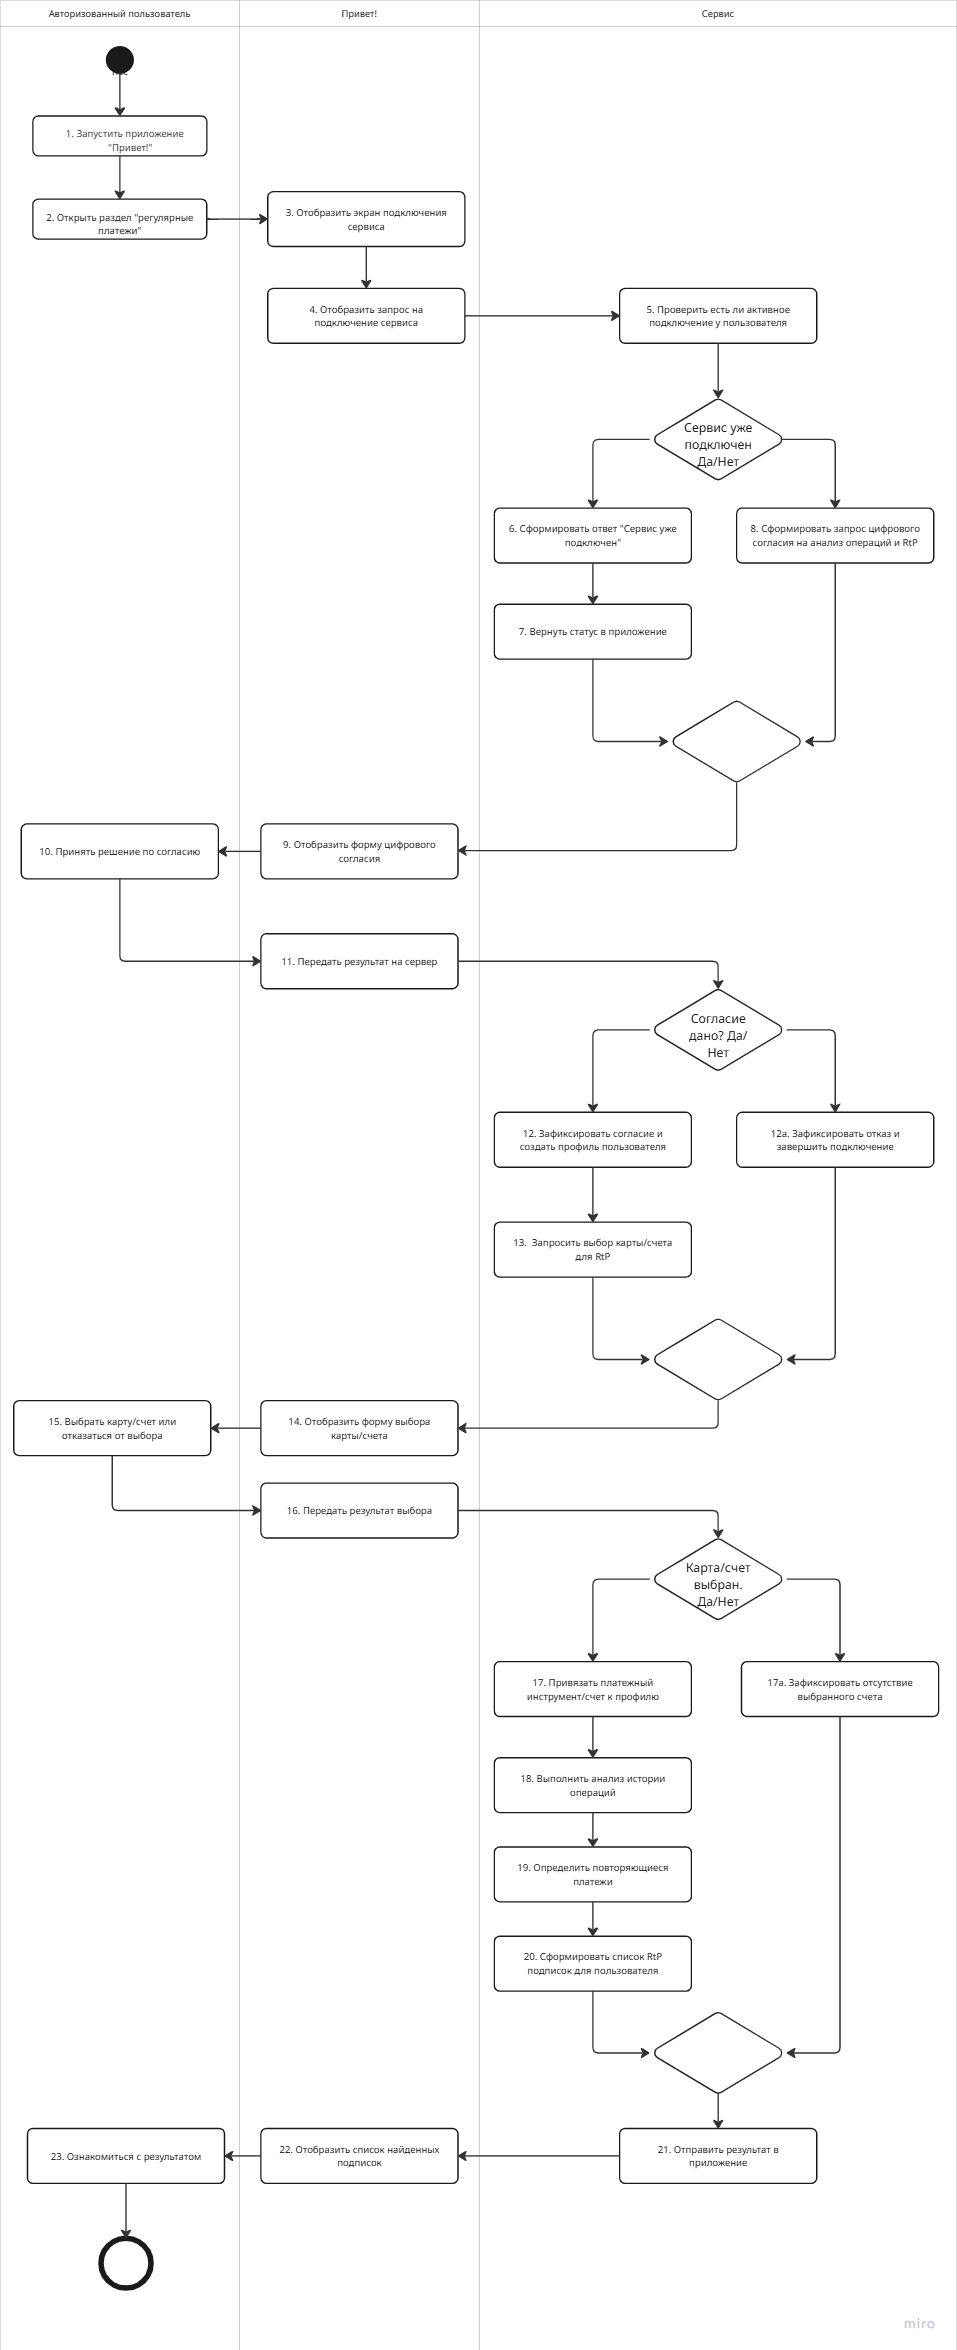 Авторизованный пользователь
Привет!
Сервис
1. Запустить приложение
"Привет!"
2. Открыть раздел "регулярные
платежи"
3. Отобразить экран подключения
сервиса
4. Отобразить запрос на
подключение сервиса
5. Проверить есть ли активное
подключение у пользователя
Сервис уже
подключен
Да/Нет
6. Сформировать ответ "Сервис уже
подключен"
8. Сформировать запрос цифрового
согласия на анализ операций и RtP
7. Вернуть статус в приложение
10. Принять решение по согласию
9. Отобразить форму цифрового
согласия
11. Передать результат на сервер
Согласие
дано? Да/
Нет
12. Зафиксировать согласие и
создать профиль пользователя
12а. Зафиксировать отказ и
завершить подключение
13. Запросить выбор карты/счета
для RtP
15. Выбрать карту/счет или
отказаться от выбора
14. Отобразить форму выбора
карты/счета
16. Передать результат выбора
Карта/счет
выбран.
Да/Нет
17. Привязать платежный
инструмент/счет к профилю
17а. Зафиксировать отсутствие
выбранного счета
18. Выполнить анализ истории
операций
19. Определить повторяющиеся
платежи
20. Сформировать список RtP
подписок для пользователя
23. Ознакомиться с результатом
22. Отобразить список найденных
подписок
21. Отправить результат в
приложение
miro